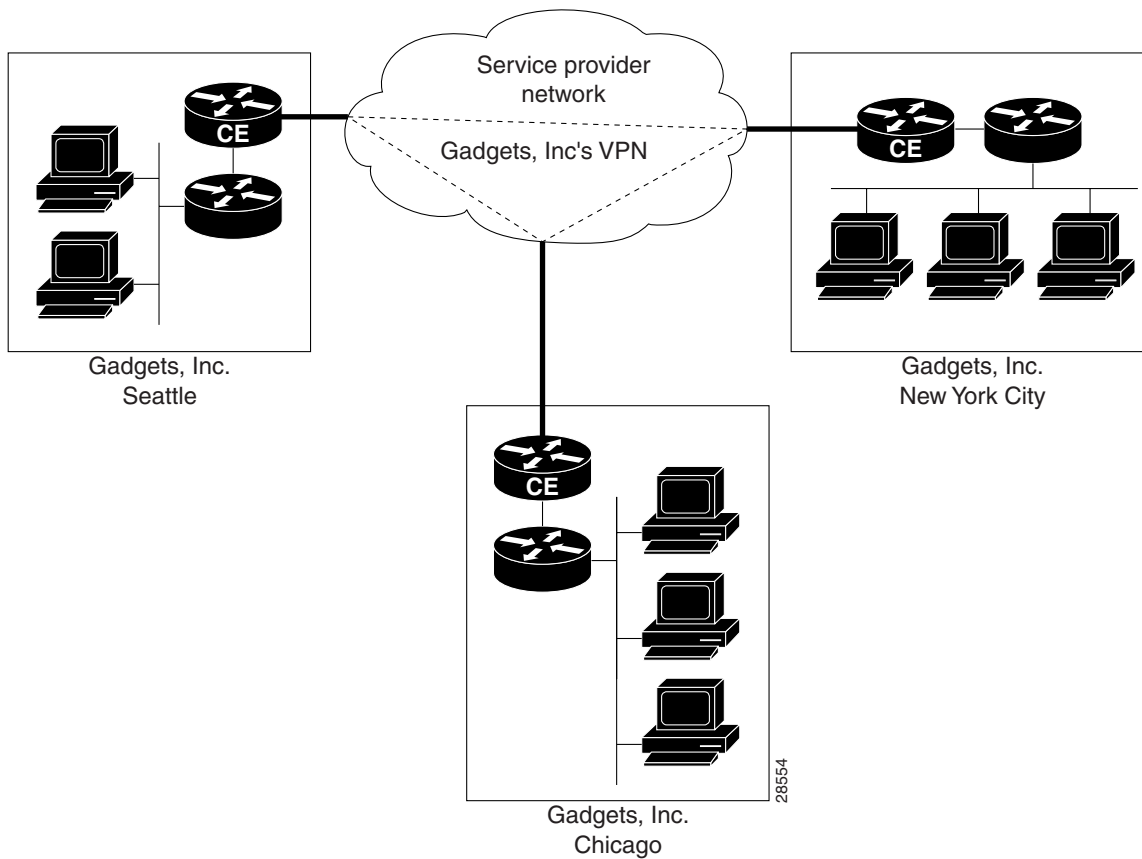 Service provider
network
Gadgets, Inc's VPN
CE
CE
Gadgets, Inc.
Seattle
Gadgets, Inc.
New York City
CE
28554
Gadgets, Inc.
Chicago